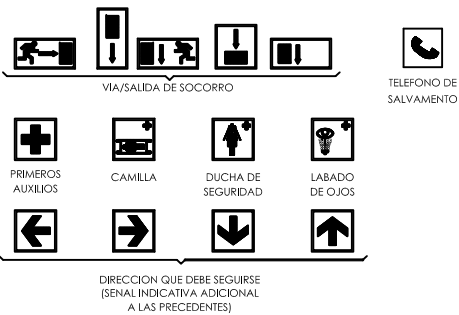 VIA/SALIDA DE SOCORRO
TELEFONO DE
SALVAMENTO
PRIMEROS
AUXILIOS
CAMILLA
DUCHA DE
SEGURIDAD
LABADO
DE OJOS
DIRECCION QUE DEBE SEGUIRSE
(SENAL INDICATIVA ADICIONAL
A LAS PRECEDENTES)